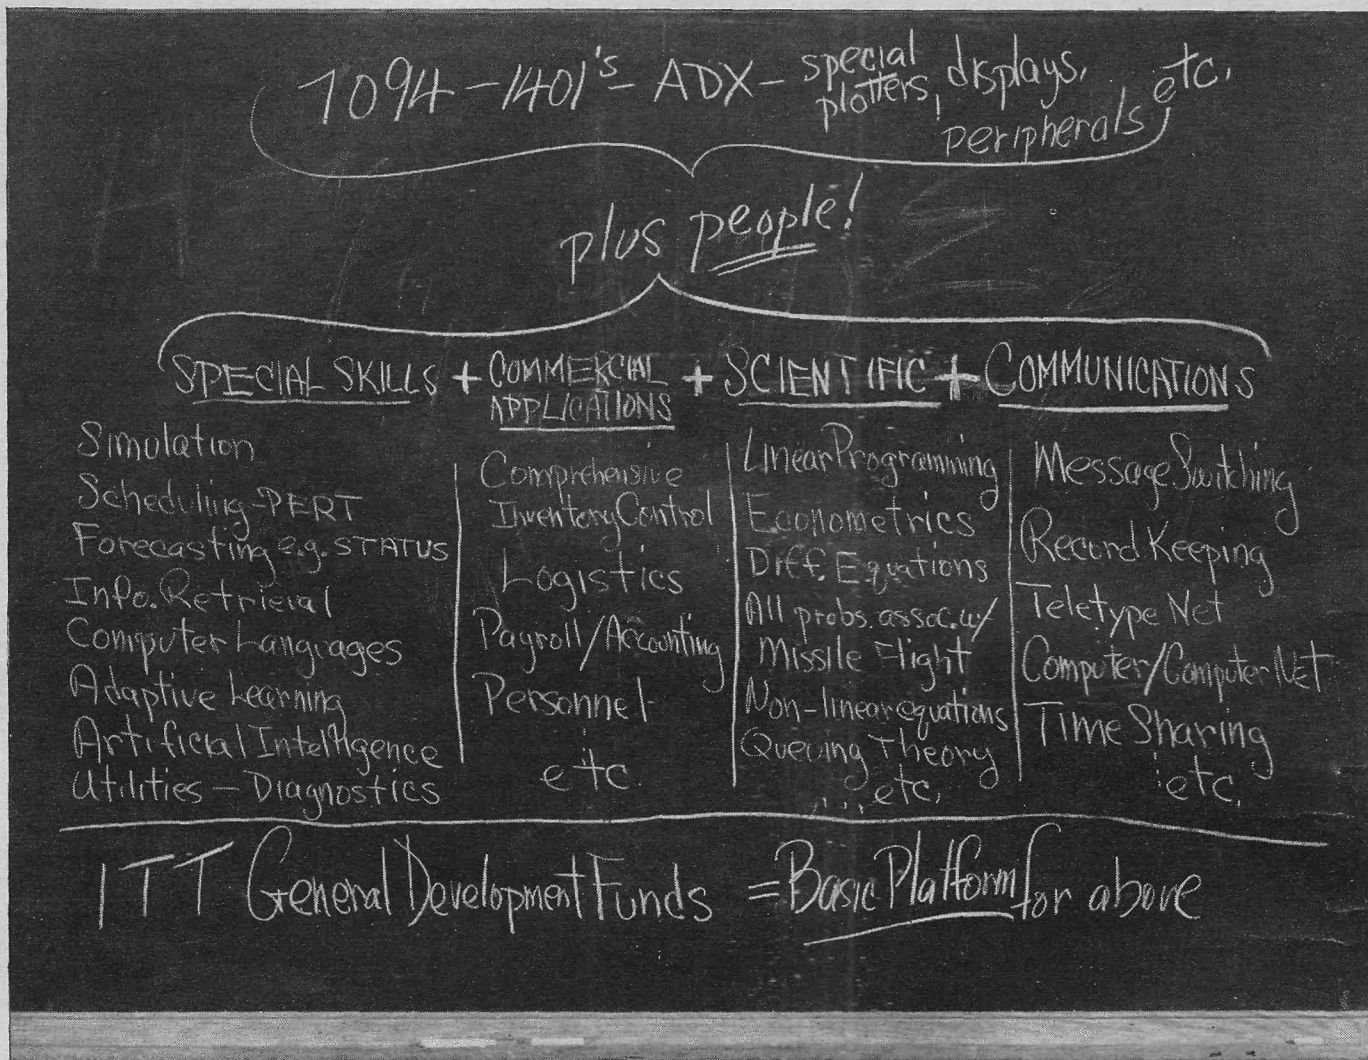 7094-1401's-ADX-special plotters, displays, peripherals etc.
plus people!
SPECIAL SKILLS + COMMERCIAL APPLICATIONS + SCIENTIFIC + COMMUNICATIONS
Simulation
Scheduling-PERT
Forecasting e.g. STATUS
Info. Retrieval
Computer Languages
Adaptive Learning
Artificial Intelligence
Utilities - Diagnostics
Comprehensive
Inventory Control
Logistics
Payroll/Accounting
Personnel
etc.
Linear Programming
Econometrics
Diff. Equations
All probs. assoc. w/
Missile Flight
Non-linear equations
Queuing Theory
... etc.
Message Switching
Record Keeping
Teletype Net
Computer/Computer Net
Time Sharing
etc.
ITT General Development Funds = Basic Platform for above